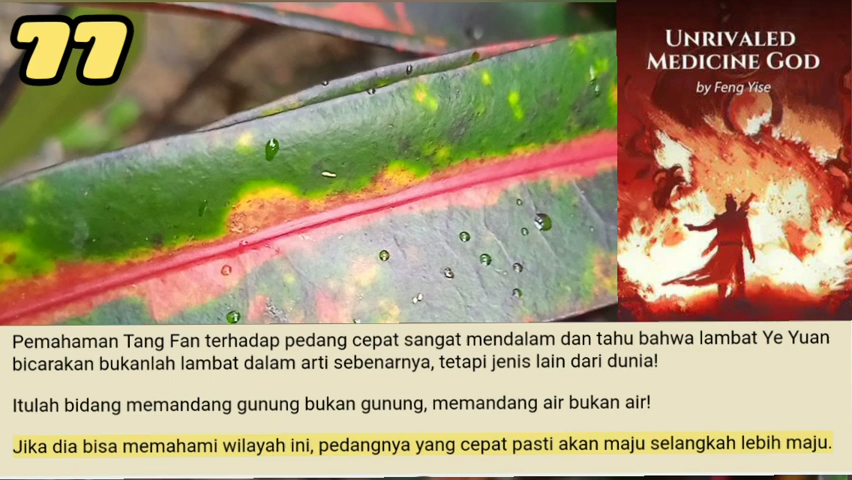 77
UNRIVALED
MEDICINE GOD
by Feng Yise
Pemahaman Tang Fan terhadap pedang cepat sangat mendalam dan tahu bahwa lambat Ye Yuan
bicarakan bukanlah lambat dalam arti sebenarnya, tetapi jenis lain dari dunia!
Itulah bidang memandang gunung bukan gunung, memandang air bukan air!
Jika dia bisa memahami wilayah ini, pedangnya yang cepat pasti akan maju selangkah lebih maju.